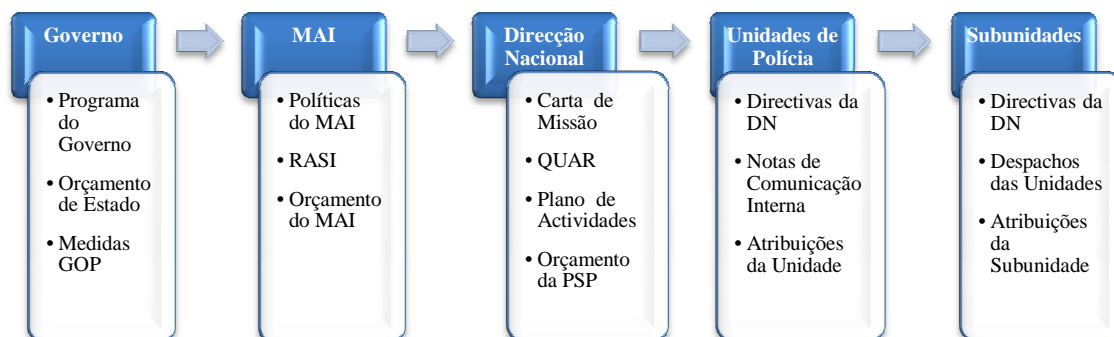 Governo
• Programa
do
Governo
• Orçamento
de Estado
• Medidas
GOP
MAI
• Políticas
do MAI
• RASI
• Orçamento
do MAI
Direcção
Nacional
• Carta de
Missão
• QUAR
• Plano de
Actividades
• Orçamento
da PSP
Unidades de
Polícia
• Directivas da
DN
• Notas de
Comunicação
Interna
• Atribuições
da Unidade
Subunidades
• Directivas da
DN
• Despachos
das Unidades
• Atribuições
da
Subunidade